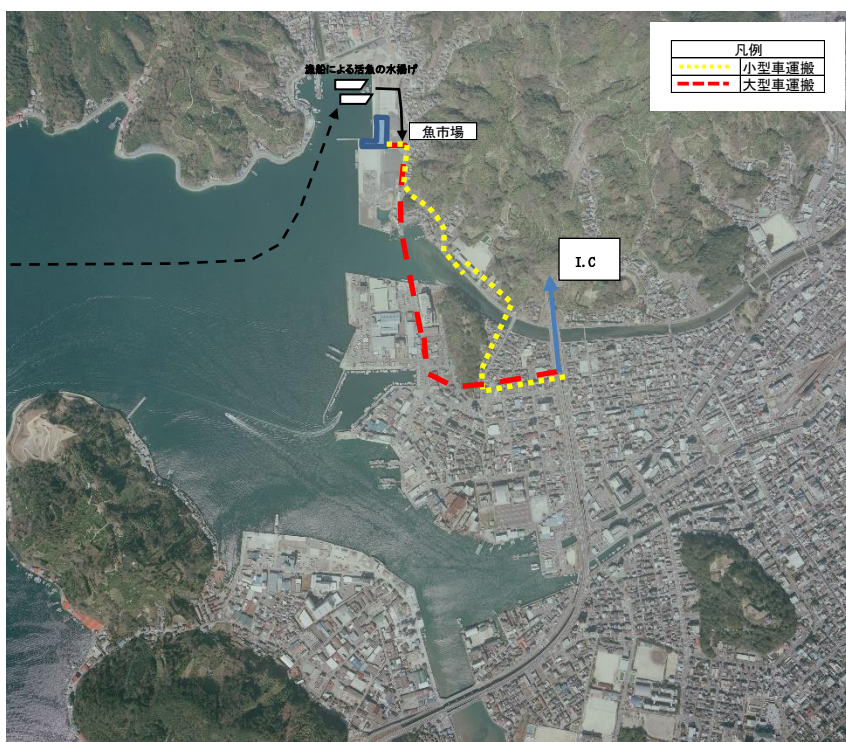 凡例
小型車運搬
大型車運搬
漁船による活魚の水揚げ
魚市場
I.C